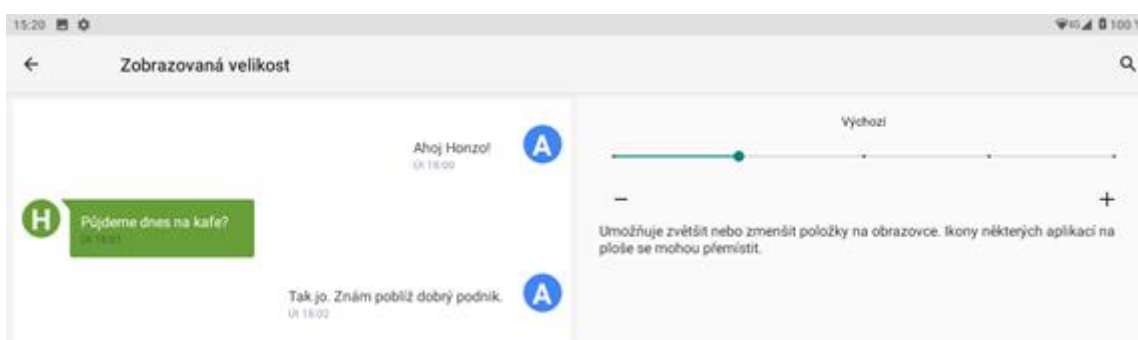 15:20
100 %
Zobrazovaná velikost
Ahoj Honzo!
Út 18:00
A
H
Půjdeme dnes na kafe?
Út 18:01
Tak jo. Znám poblíž dobrý podnik.
Út 18:02
A
Výchozí
Umožňuje zvětšit nebo zmenšit položky na obrazovce. Ikony některých aplikací na
ploše se mohou přemístit.